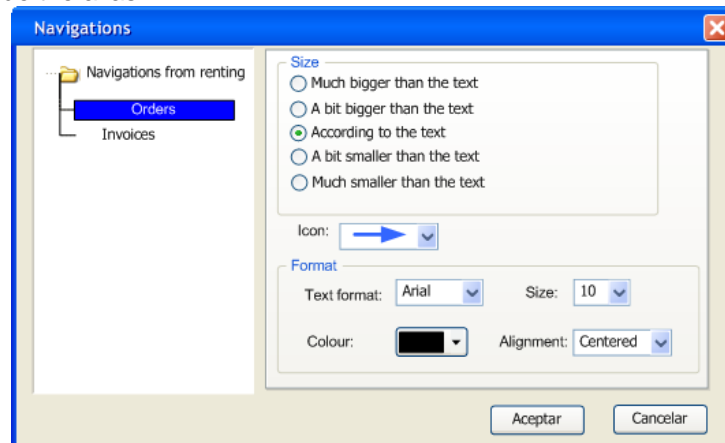 Navigations
Navigations from renting
Orders
Invoices
Size
Much bigger than the text
A bit bigger than the text
According to the text
A bit smaller than the text
Much smaller than the text
Icon:
Format
Text format: Arial Size: 10
Colour: Alignment: Centered
Aceptar Cancelar